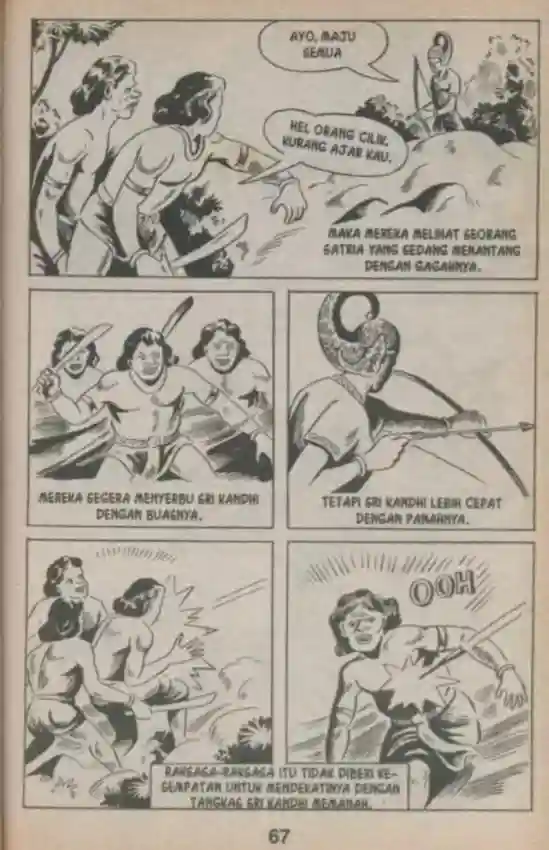 AYO, MAJU
SEMUA
HEI, ORANG CILIK,
KURANG AJAR KAU.
MAKA MEREKA MELIHAT SEORANG
SATRIA YANG SEDANG MENANTANG
DENGAN GAGAHNYA.
MEREKA SEGERA MENYERBU SRI KANDHI
DENGAN BUASNYA.
TETAPI SRI KANDHI LEBIH CEPAT
DENGAN PANAHNYA.
OOH
RAKSASA-RAKSASA ITU TIDAK DIBERI KE-
SEMPATAN UNTUK MENDEKATINYA DENGAN
TANGKAS SRI KANDHI MEMANAH.
67